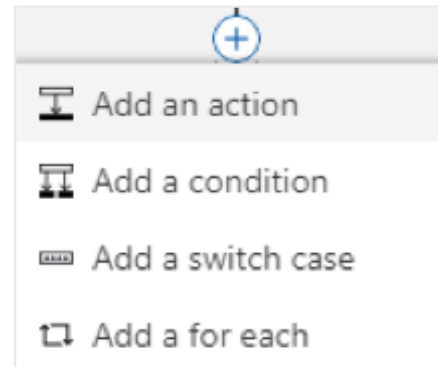 Add an action
Add a condition
Add a switch case
Add a for each